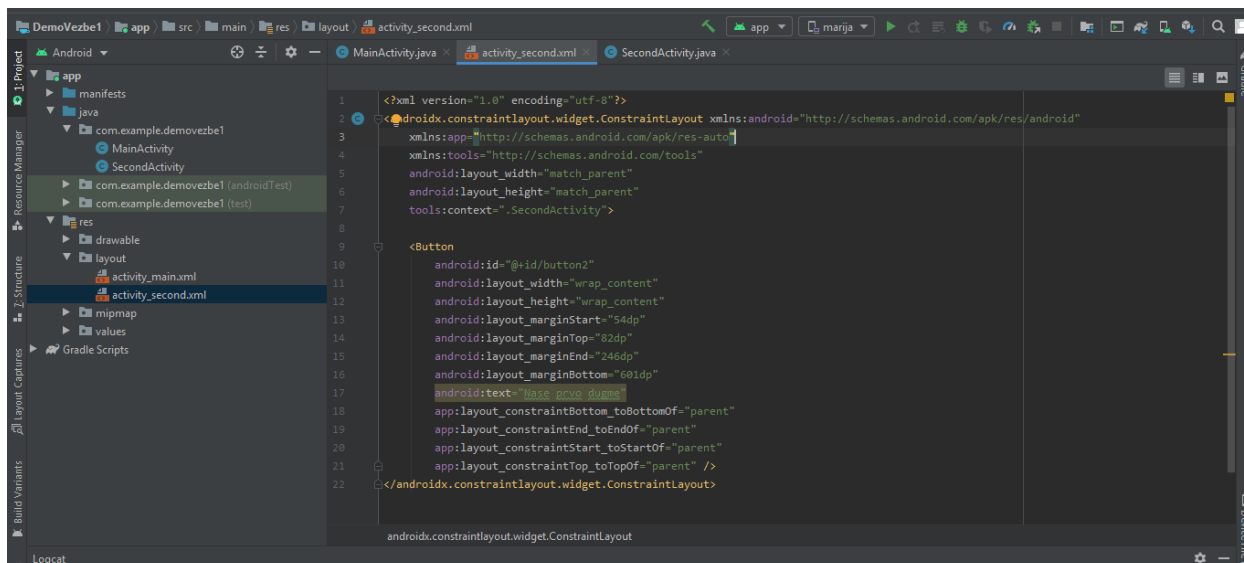 DemoVezbe1 app src main res layout activity_second.xml app marija
Android MainActivity.java activity_second.xml SecondActivity.java
1: Project
Resource Manager
Z: Structure
Layout Captures
Build Variants
app
manifests
java
com.example.demovezbe1
MainActivity
SecondActivity
com.example.demovezbe1 (androidTest)
com.example.demovezbe1 (test)
res
drawable
layout
activity_main.xml
activity_second.xml
mipmap
values
Gradle Scripts
1 <?xml version="1.0" encoding="utf-8"?>
2 <androidx.constraintlayout.widget.ConstraintLayout xmlns:android="http://schemas.android.com/apk/res/android"
3 xmlns:app="http://schemas.android.com/apk/res-auto"
4 xmlns:tools="http://schemas.android.com/tools"
5 android:layout_width="match_parent"
6 android:layout_height="match_parent"
7 tools:context=".SecondActivity">
8
9 <Button
10 android:id="@+id/button2"
11 android:layout_width="wrap_content"
12 android:layout_height="wrap_content"
13 android:layout_marginStart="54dp"
14 android:layout_marginTop="82dp"
15 android:layout_marginEnd="246dp"
16 android:layout_marginBottom="601dp"
17 android:text="Nase prvo dugme"
18 app:layout_constraintBottom_toBottomOf="parent"
19 app:layout_constraintEnd_toEndOf="parent"
20 app:layout_constraintStart_toStartOf="parent"
21 app:layout_constraintTop_toTopOf="parent" />
22 </androidx.constraintlayout.widget.ConstraintLayout>
androidx.constraintlayout.widget.ConstraintLayout
Logcat